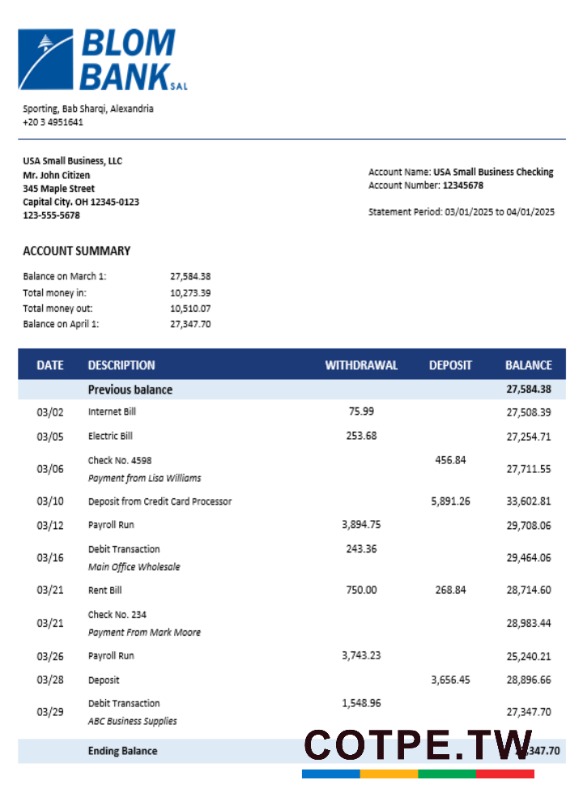 BLOM
BANK SAL
Sporting, Bab Sharqi, Alexandria
+20 3 4951641
USA Small Business, LLC
Mr. John Citizen
345 Maple Street
Capital City. OH 12345-0123
123-555-5678
Account Name: USA Small Business Checking
Account Number: 12345678
Statement Period: 03/01/2025 to 04/01/2025
ACCOUNT SUMMARY
Balance on March 1: 27,584.38
Total money in: 10,273.39
Total money out: 10,510.07
Balance on April 1: 27,347.70
DATE DESCRIPTION WITHDRAWAL DEPOSIT BALANCE
Previous balance 27,584.38
03/02 Internet Bill 75.99 27,508.39
03/05 Electric Bill 253.68 27,254.71
03/06 Check No. 4598 456.84 27,711.55
Payment from Lisa Williams
03/10 Deposit from Credit Card Processor 5,891.26 33,602.81
03/12 Payroll Run 3,894.75 29,708.06
03/16 Debit Transaction 243.36 29,464.06
Main Office Wholesale
03/21 Rent Bill 750.00 268.84 28,714.60
03/21 Check No. 234 28,983.44
Payment From Mark Moore
03/26 Payroll Run 3,743.23 25,240.21
03/28 Deposit 3,656.45 28,896.66
03/29 Debit Transaction 1,548.96 27,347.70
ABC Business Supplies
Ending Balance
COTPE.TW